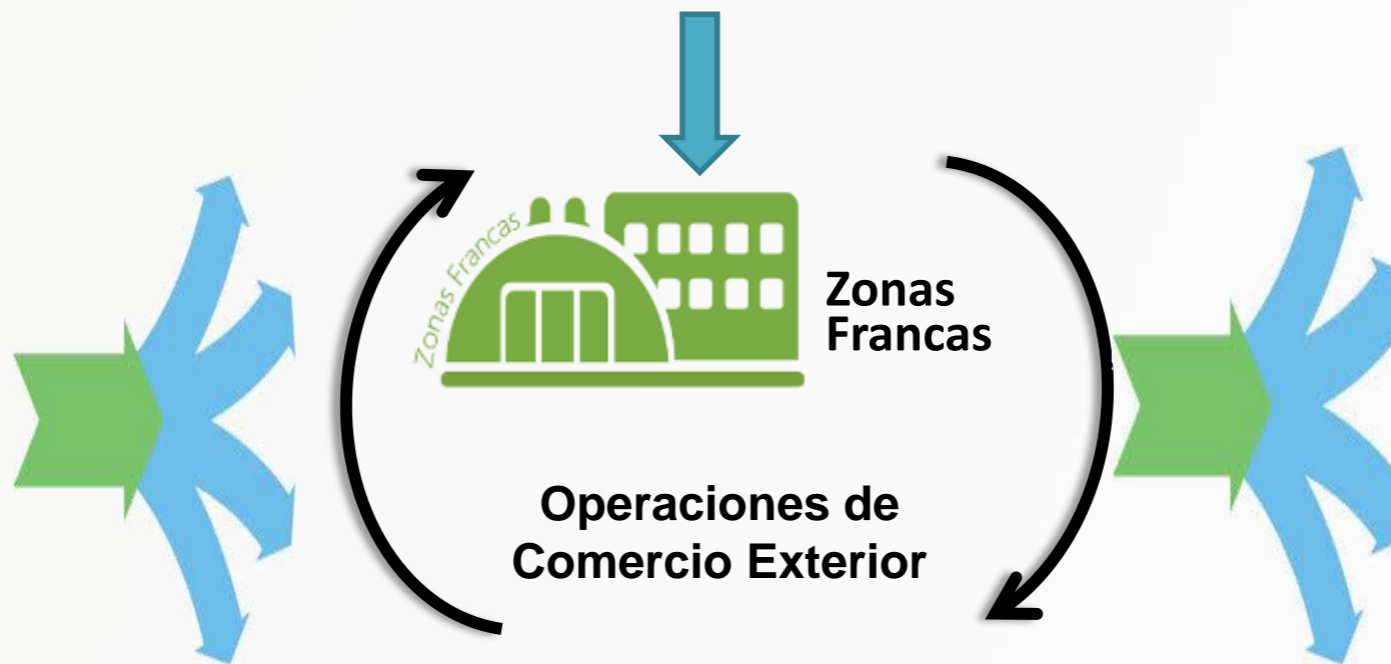 Zonas Francas
Zonas
Francas
Operaciones de
Comercio Exterior